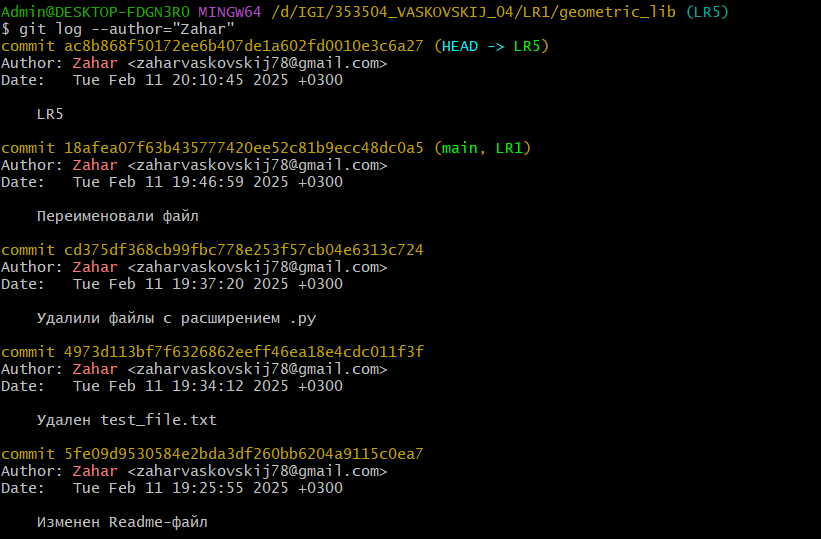 Admin@DESKTOP-FDGN3R0 MINGW64 /d/IGI/353504_VASKOVSKIJ_04/LR1/geometric_lib (LR5)
$ git log --author="Zahar"
commit ac8b868f50172ee6b407de1a602fd0010e3c6a27 (HEAD -> LR5)
Author: Zahar <zaharvaskovskij78@gmail.com>
Date:   Tue Feb 11 20:10:45 2025 +0300
    LR5
commit 18afea07f63b435777420ee52c81b9ecc48dc0a5 (main, LR1)
Author: Zahar <zaharvaskovskij78@gmail.com>
Date:   Tue Feb 11 19:46:59 2025 +0300
    Переименовали файл
commit cd375df368cb99fbc778e253f57cb04e6313c724
Author: Zahar <zaharvaskovskij78@gmail.com>
Date:   Tue Feb 11 19:37:20 2025 +0300
    Удалили файлы с расширением .py
commit 4973d113bf7f6326862eeff46ea18e4cdc011f3f
Author: Zahar <zaharvaskovskij78@gmail.com>
Date:   Tue Feb 11 19:34:12 2025 +0300
    Удален test_file.txt
commit 5fe09d9530584e2bda3df260bb6204a9115c0ea7
Author: Zahar <zaharvaskovskij78@gmail.com>
Date:   Tue Feb 11 19:25:55 2025 +0300
    Изменен Readme-файл